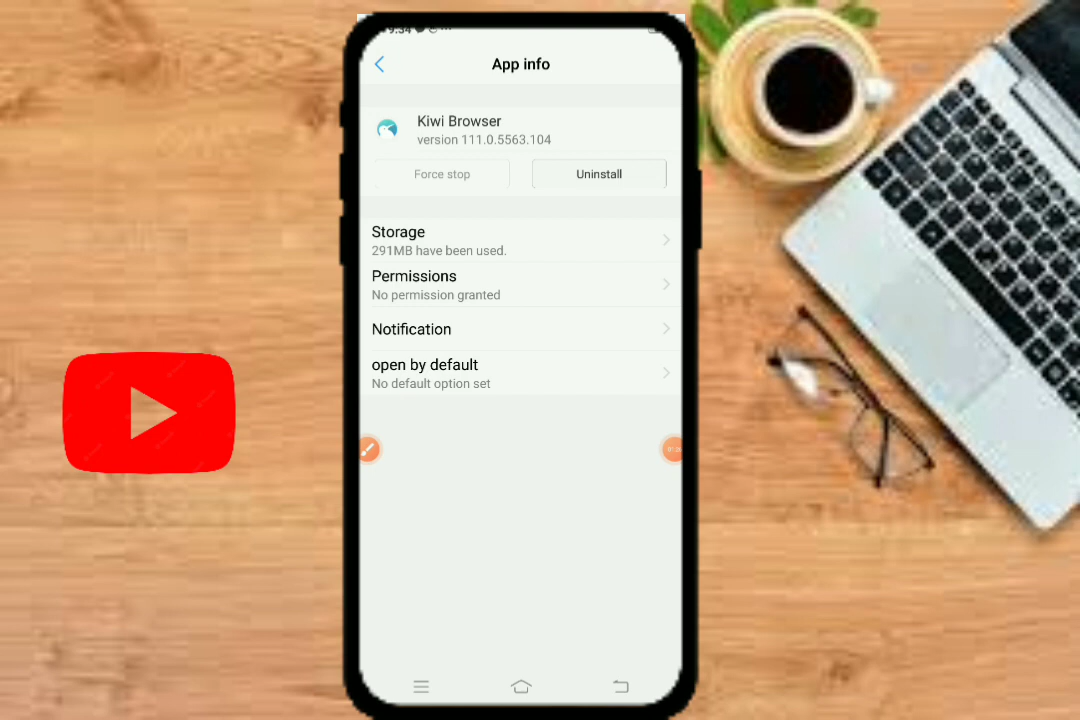 App info
Kiwi Browser
version 111.0.5563.104
Force stop
Uninstall
Storage
291MB have been used.
Permissions
No permission granted
Notification
open by default
No default option set